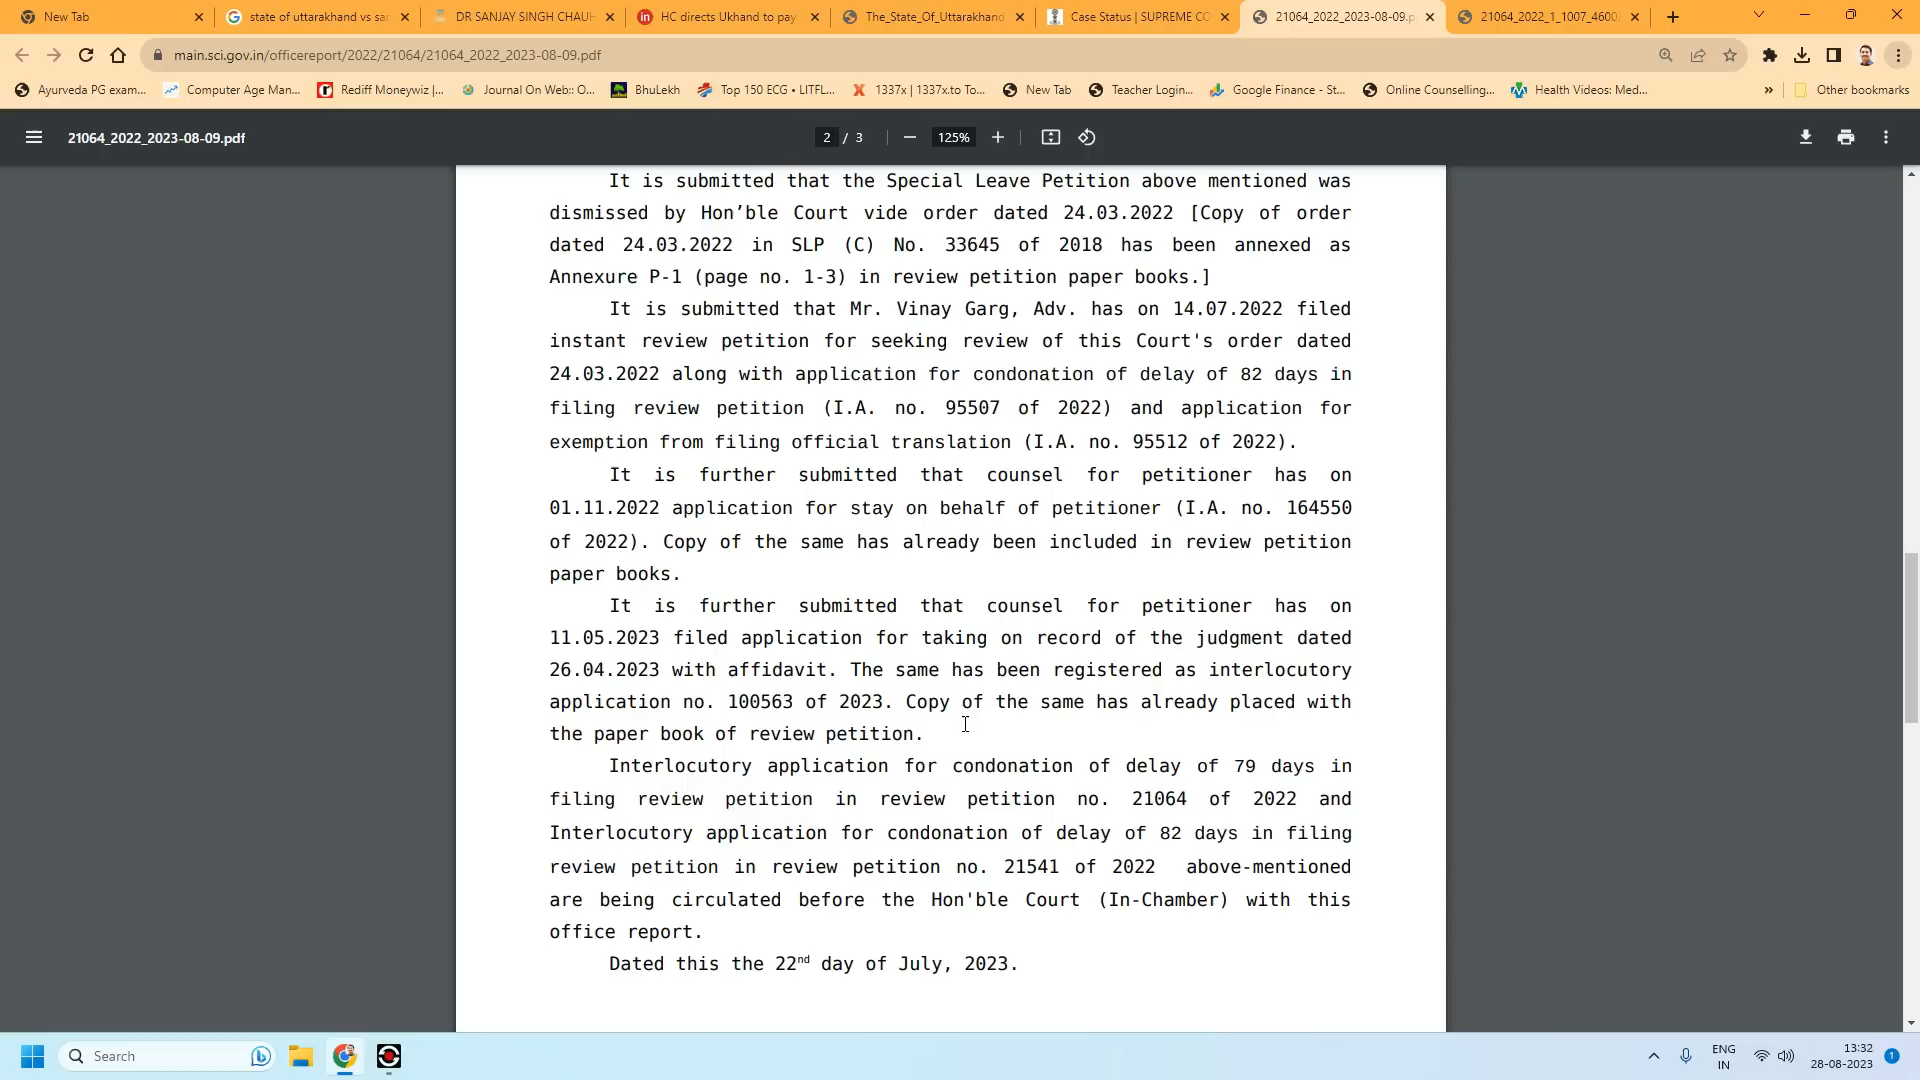 New Tab
state of uttarakhand vs sar
DR SANJAY SINGH CHAUH
HC directs Ukhand to pay
The_State_Of_Uttarakhand
Case Status | SUPREME CO
21064_2022_2023-08-09.p
21064_2022_1_1007_4600
main.sci.gov.in/officereport/2022/21064/21064_2022_2023-08-09.pdf
Ayurveda PG exam...
Computer Age Man...
Rediff Moneywiz |...
Journal On Web:: O...
BhuLekh
Top 150 ECG • LITFL...
1337x | 1337x.to To...
New Tab
Teacher Login...
Google Finance - St...
Online Counselling...
Health Videos: Med...
»
Other bookmarks
21064_2022_2023-08-09.pdf
2 / 3
125%
It is submitted that the Special Leave Petition above mentioned was
dismissed by Hon’ble Court vide order dated 24.03.2022 [Copy of order
dated 24.03.2022 in SLP (C) No. 33645 of 2018 has been annexed as
Annexure P-1 (page no. 1-3) in review petition paper books.]
It is submitted that Mr. Vinay Garg, Adv. has on 14.07.2022 filed
instant review petition for seeking review of this Court's order dated
24.03.2022 along with application for condonation of delay of 82 days in
filing review petition (I.A. no. 95507 of 2022) and application for
exemption from filing official translation (I.A. no. 95512 of 2022).
It is further submitted that counsel for petitioner has on
01.11.2022 application for stay on behalf of petitioner (I.A. no. 164550
of 2022). Copy of the same has already been included in review petition
paper books.
It is further submitted that counsel for petitioner has on
11.05.2023 filed application for taking on record of the judgment dated
26.04.2023 with affidavit. The same has been registered as interlocutory
application no. 100563 of 2023. Copy of the same has already placed with
the paper book of review petition.
Interlocutory application for condonation of delay of 79 days in
filing review petition in review petition no. 21064 of 2022 and
Interlocutory application for condonation of delay of 82 days in filing
review petition in review petition no. 21541 of 2022 above-mentioned
are being circulated before the Hon'ble Court (In-Chamber) with this
office report.
Dated this the 22nd day of July, 2023.
Search
ENG
IN
13:32
28-08-2023
1